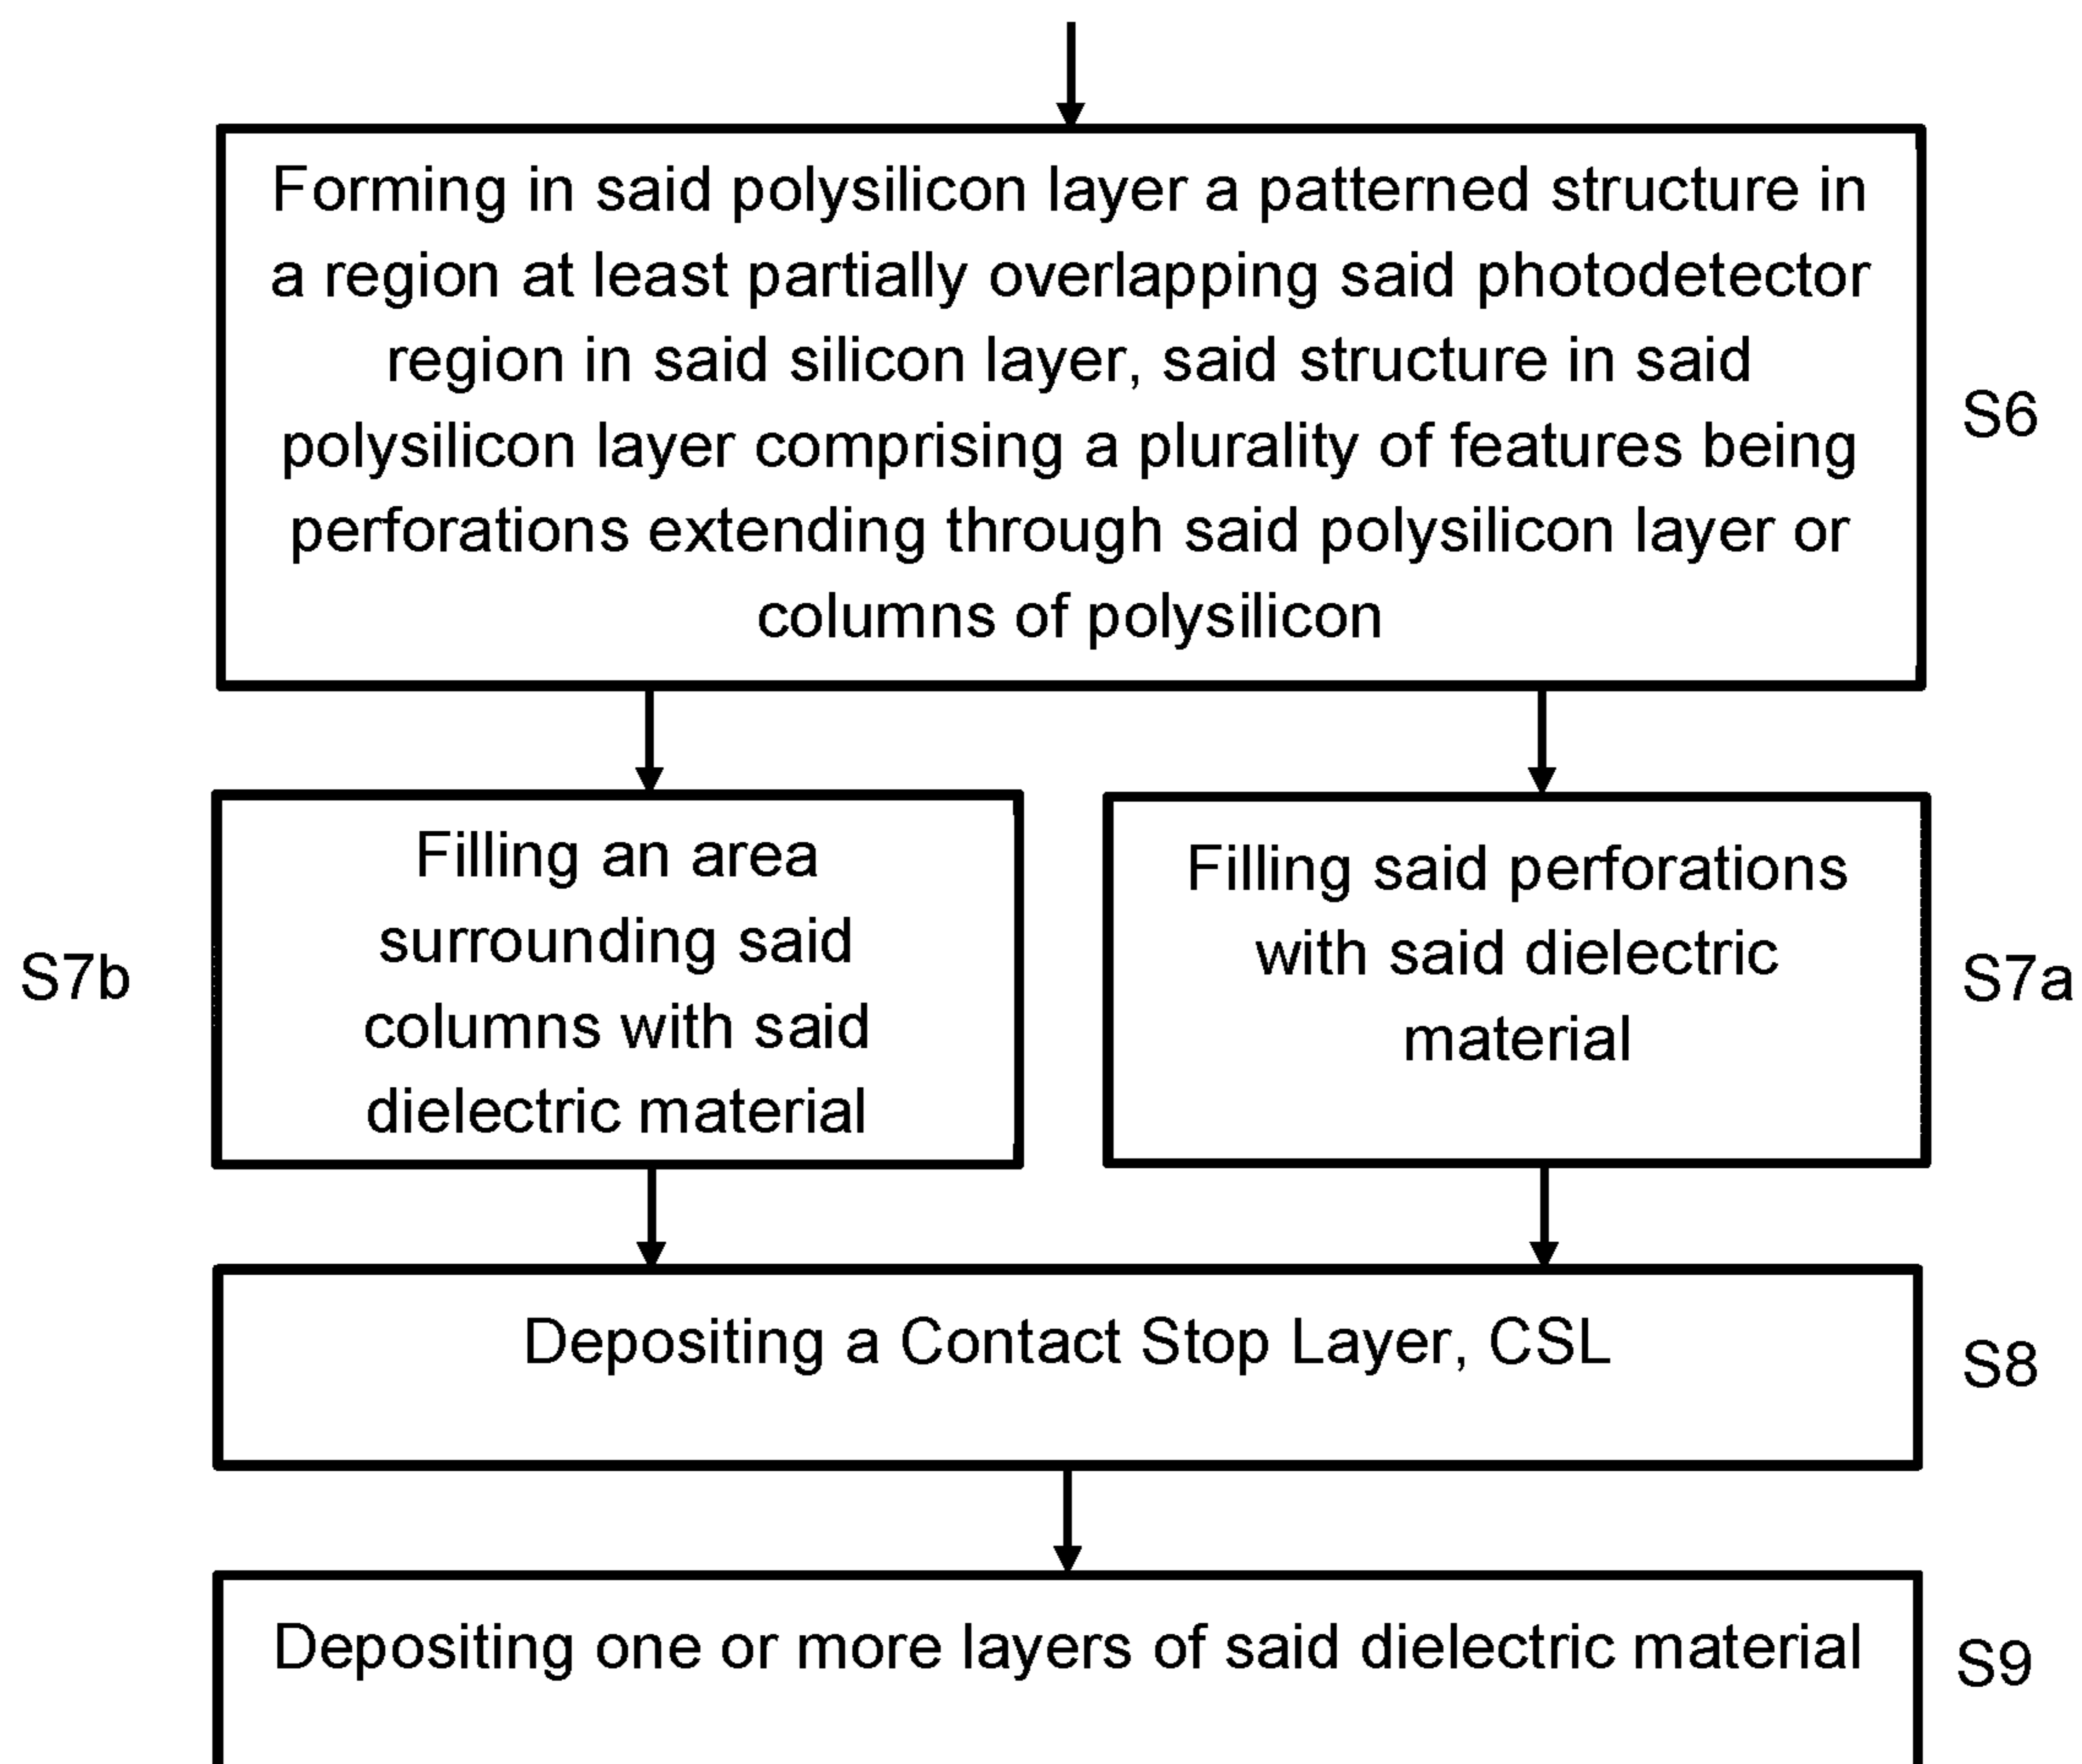 Forming in said polysilicon layer a patterned structure in
a region at least partially overlapping said photodetector
region in said silicon layer, said structure in said
polysilicon layer comprising a plurality of features being
perforations extending through said polysilicon layer or
columns of polysilicon
S6
S7b
Filling an area
surrounding said
columns with said
dielectric material
Filling said perforations
with said dielectric
material
S7a
Depositing a Contact Stop Layer, CSL
S8
Depositing one or more layers of said dielectric material
S9